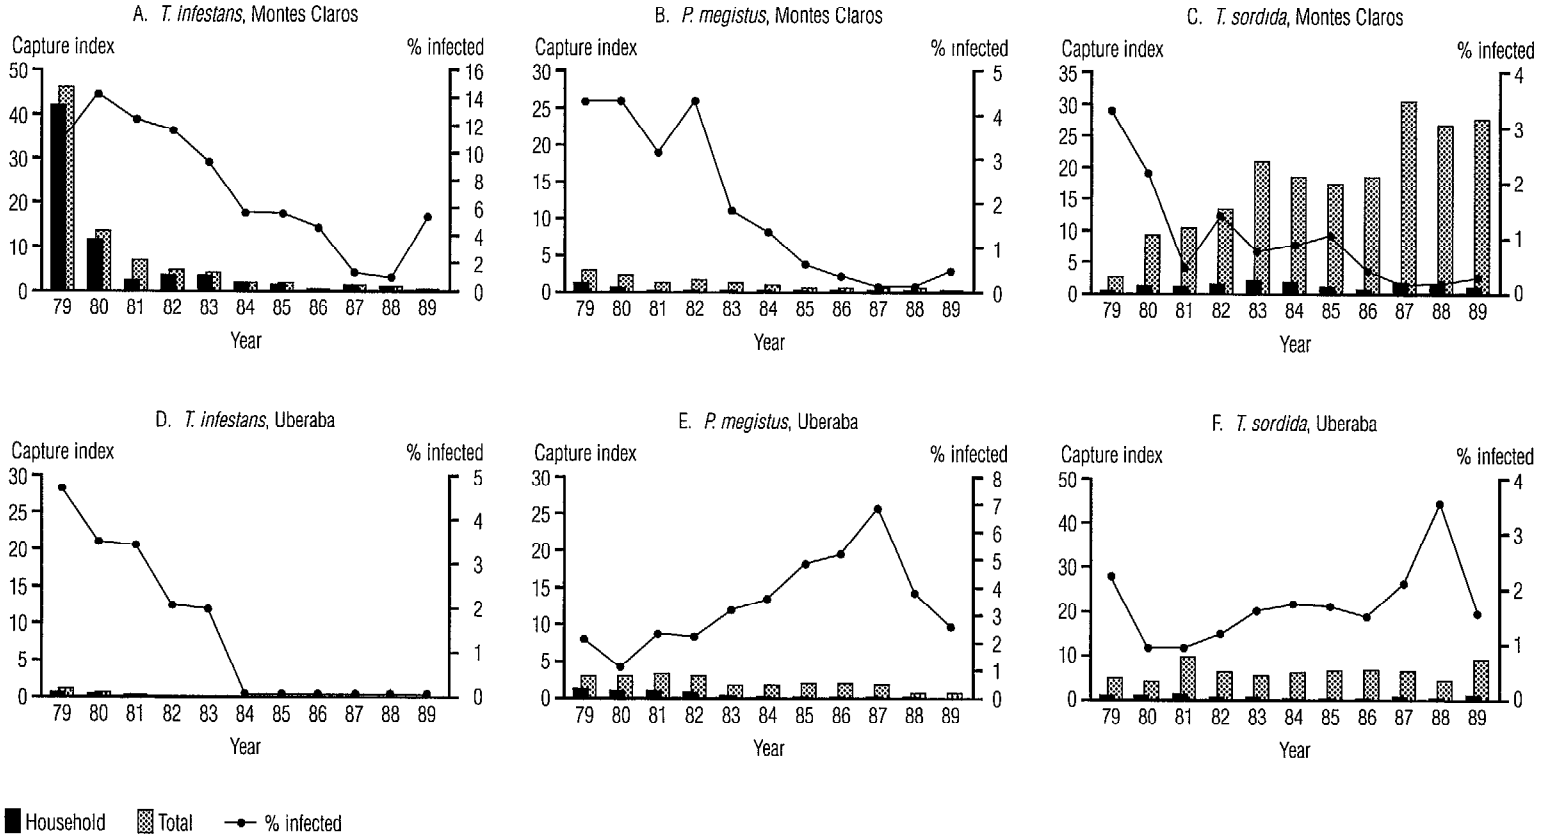 A. T. infestans, Montes Claros
Capture index % infected
50 16
14
40 12
30 10
8
20 6
10 4
2
0 0
79 80 81 82 83 84 85 86 87 88 89
Year
B. P. megistus, Montes Claros
Capture index % infected
30 5
25
4
20
3
15
2
10
5 1
0 0
79 80 81 82 83 84 85 86 87 88 89
Year
C. T. sordida, Montes Claros
Capture index % infected
35 4
30
25 3
20
2
15
10 1
5
0 0
79 80 81 82 83 84 85 86 87 88 89
Year
D. T. infestans, Uberaba
Capture index % infected
30 5
25
4
20
3
15
2
10
5 1
0 0
79 80 81 82 83 84 85 86 87 88 89
Year
E. P. megistus, Uberaba
Capture index % infected
30 8
25 7
6
20 5
15 4
10 3
2
5 1
0 0
79 80 81 82 83 84 85 86 87 88 89
Year
F. T. sordida, Uberaba
Capture index % infected
50 4
40
3
30
2
20
10 1
0 0
79 80 81 82 83 84 85 86 87 88 89
Year
Household Total % infected